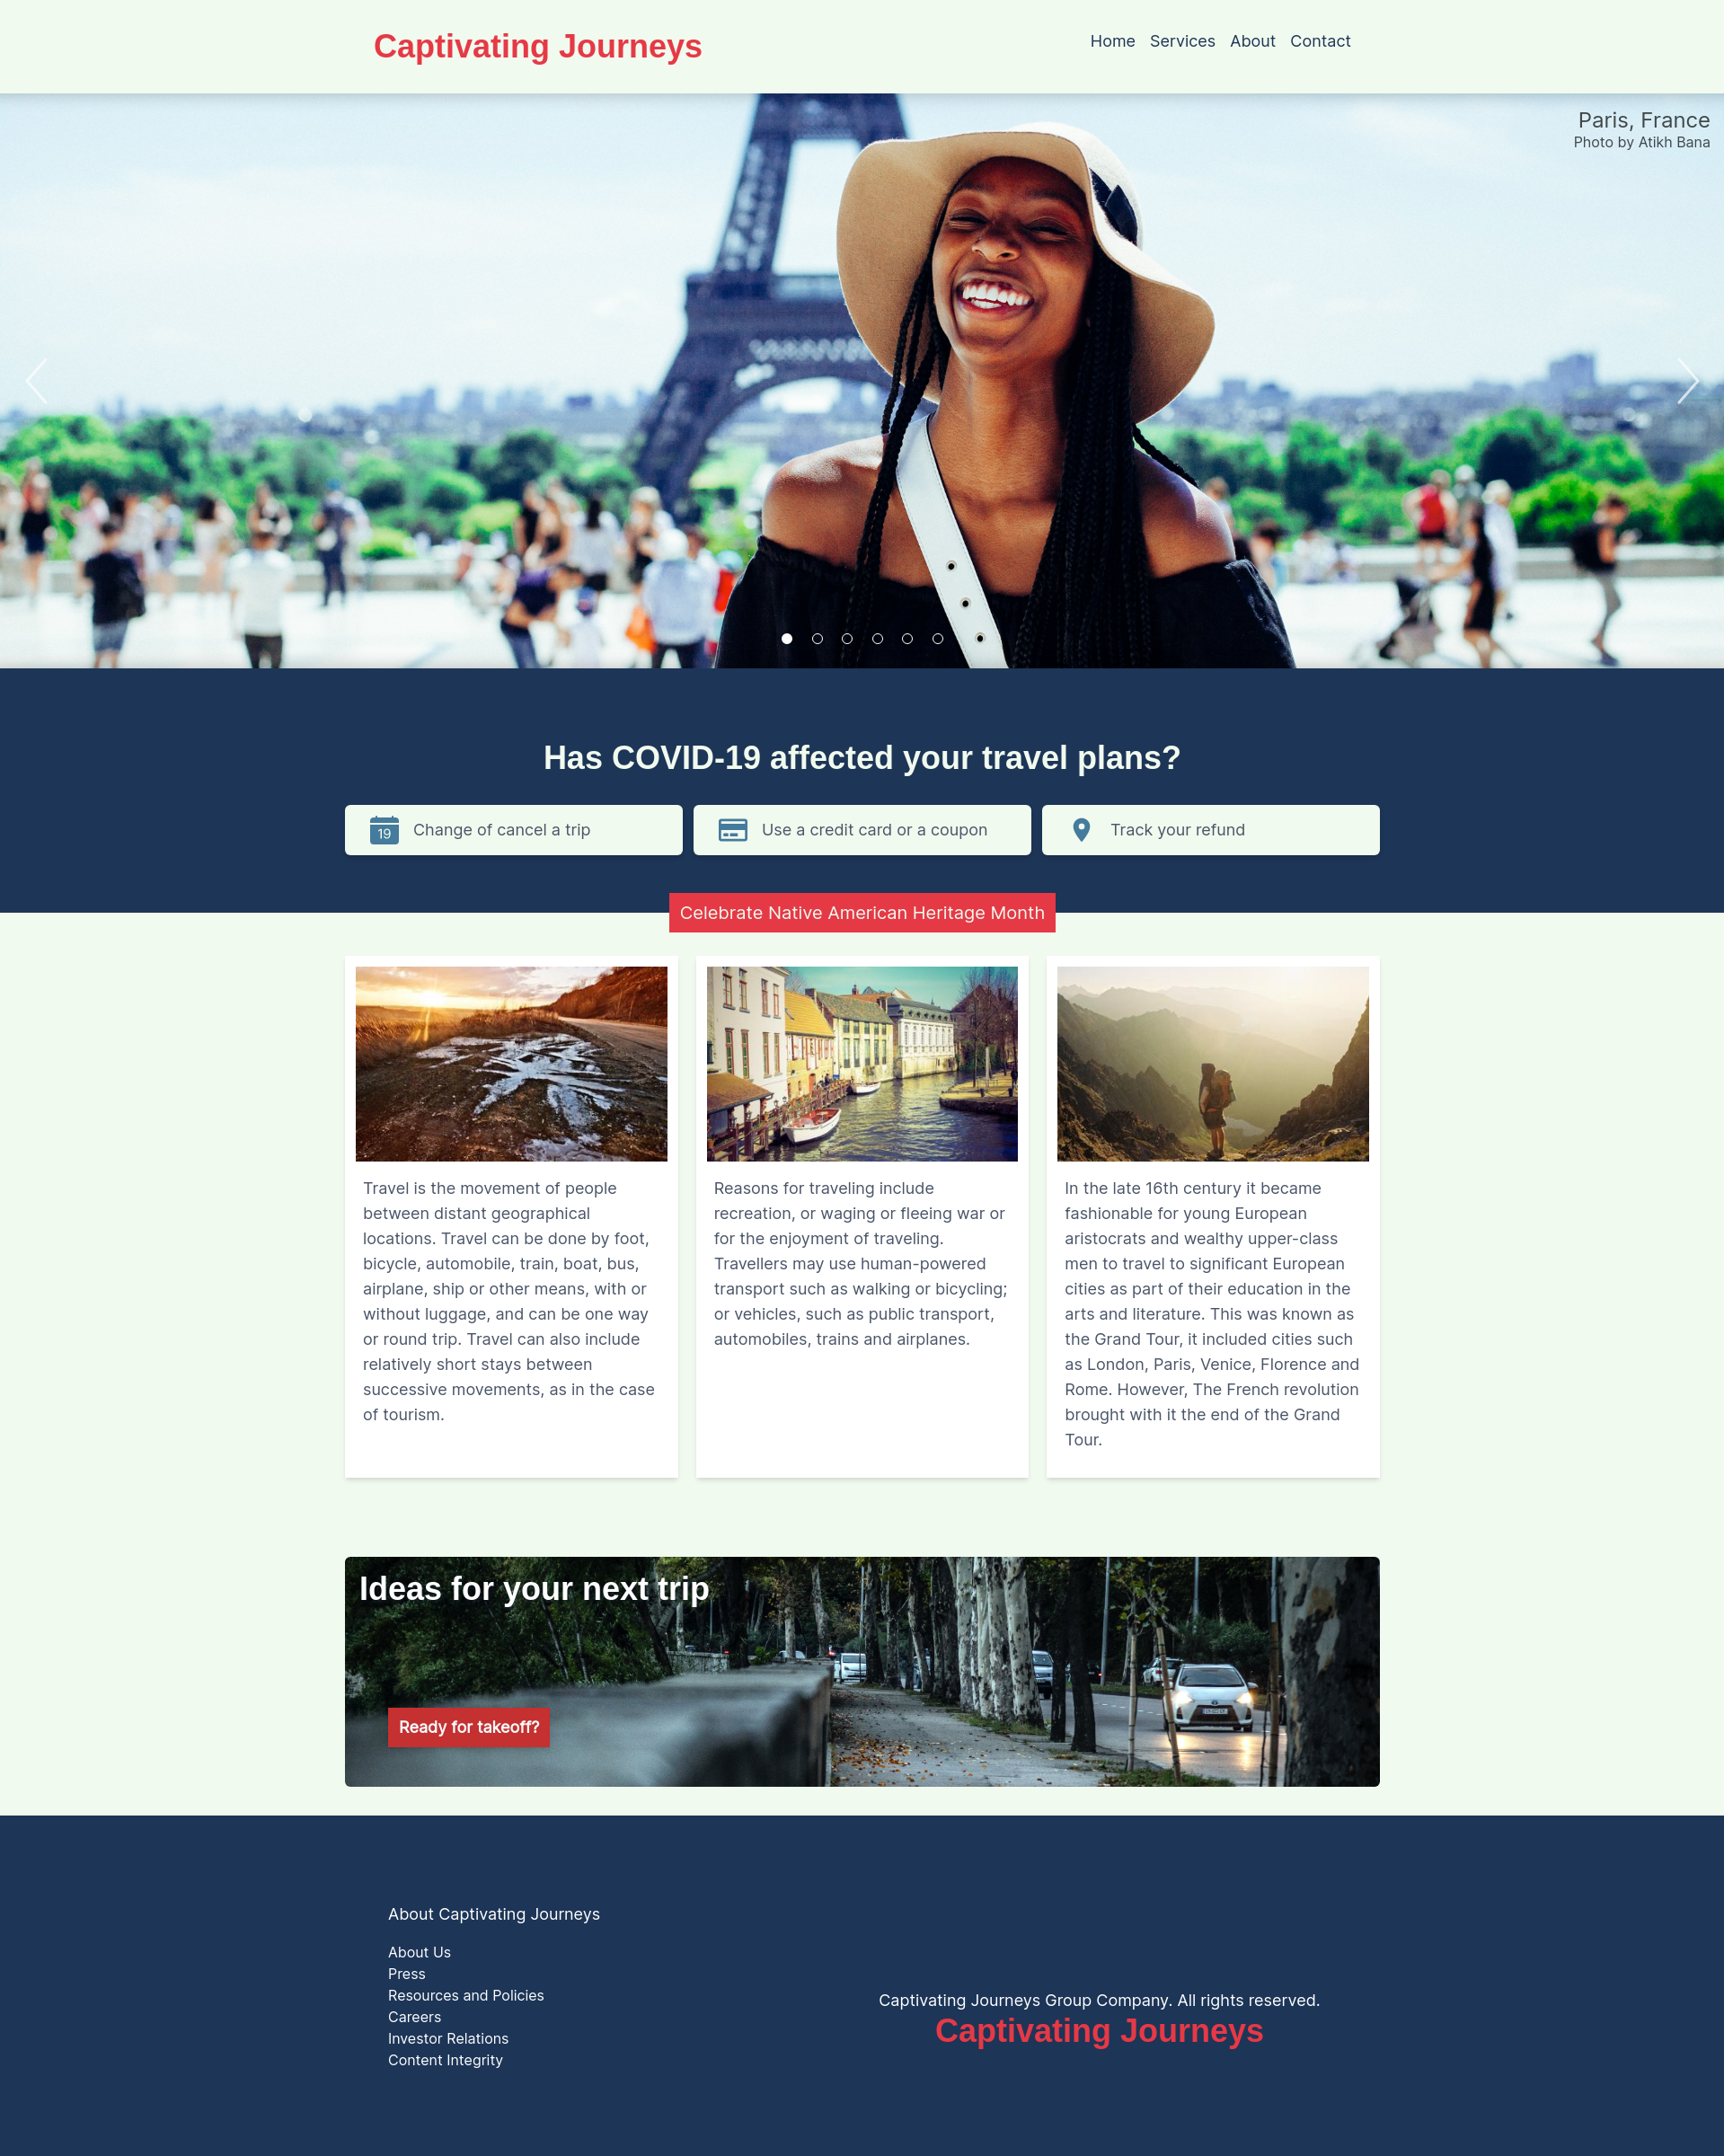 Captivating Journeys
Home Services About Contact
Paris, France
Photo by Atikh Bana
Has COVID-19 affected your travel plans?
19 Change of cancel a trip
Use a credit card or a coupon
Track your refund
Celebrate Native American Heritage Month
Travel is the movement of people
between distant geographical
locations. Travel can be done by foot,
bicycle, automobile, train, boat, bus,
airplane, ship or other means, with or
without luggage, and can be one way
or round trip. Travel can also include
relatively short stays between
successive movements, as in the case
of tourism.
Reasons for traveling include
recreation, or waging or fleeing war or
for the enjoyment of traveling.
Travellers may use human-powered
transport such as walking or bicycling;
or vehicles, such as public transport,
automobiles, trains and airplanes.
In the late 16th century it became
fashionable for young European
aristocrats and wealthy upper-class
men to travel to significant European
cities as part of their education in the
arts and literature. This was known as
the Grand Tour, it included cities such
as London, Paris, Venice, Florence and
Rome. However, The French revolution
brought with it the end of the Grand
Tour.
Ideas for your next trip
Ready for takeoff?
About Captivating Journeys
About Us
Press
Resources and Policies
Careers
Investor Relations
Content Integrity
Captivating Journeys Group Company. All rights reserved.
Captivating Journeys